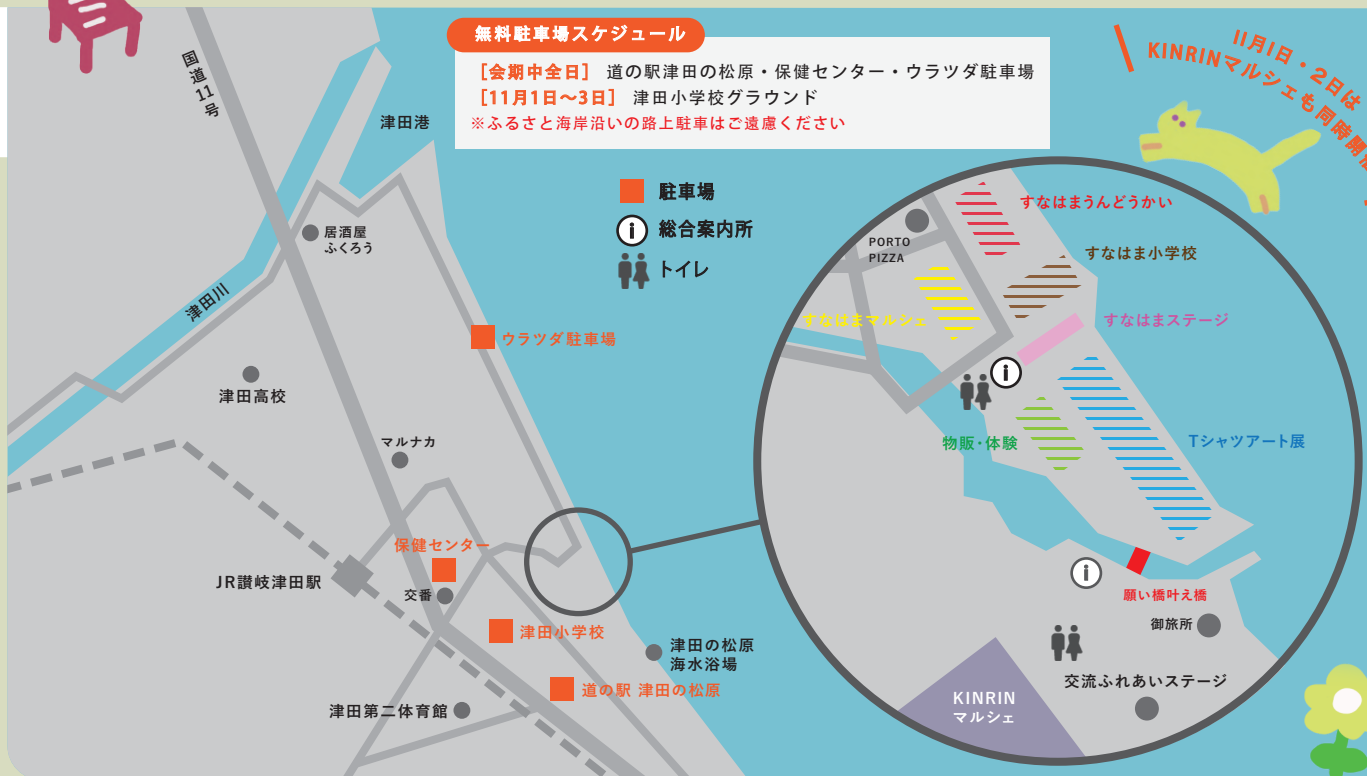 無料駐車場スケジュール
[会期中全日] 道の駅津田の松原・保健センター・ウラツダ駐車場
[11月1日〜3日] 津田小学校グラウンド
※ふるさと海岸沿いの路上駐車はご遠慮ください
11月1日・2日は
KINRINマルシェも同時開催
国道11号
津田港
駐車場
i 総合案内所
トイレ
居酒屋
ふくろう
津田川
ウラツダ駐車場
津田高校
マルナカ
保健センター
JR讃岐津田駅
交番
津田小学校
津田の松原
海水浴場
道の駅 津田の松原
津田第二体育館
すなはまうんどうかい
PORTO
PIZZA
すなはま小学校
すなはまマルシェ
すなはまステージ
i
物販・体験
Tシャツアート展
i
願い橋叶え橋
御旅所
交流ふれあいステージ
KINRIN
マルシェ